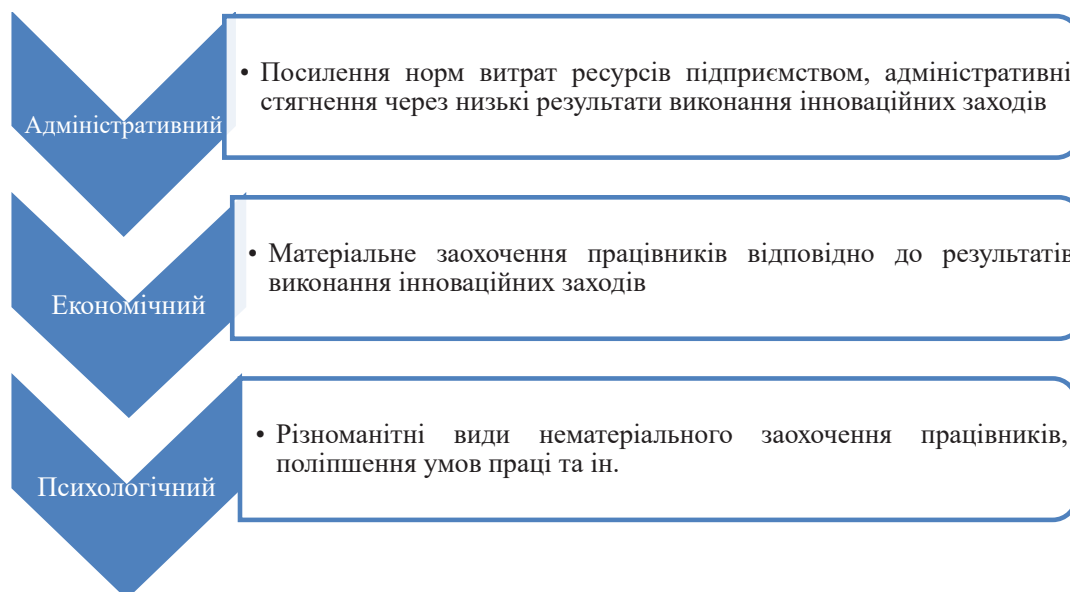 Адміністративний
• Посилення норм витрат ресурсів підприємством, адміністративні
стягнення через низькі результати виконання інноваційних заходів
Економічний
• Матеріальне заохочення працівників відповідно до результатів
виконання інноваційних заходів
Психологічний
• Різноманітні види нематеріального заохочення працівників,
поліпшення умов праці та ін.